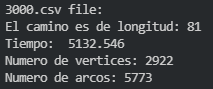 3000.csv file:
El camino es de longitud: 81
Tiempo:  5132.546
Numero de vertices: 2922
Numero de arcos: 5773